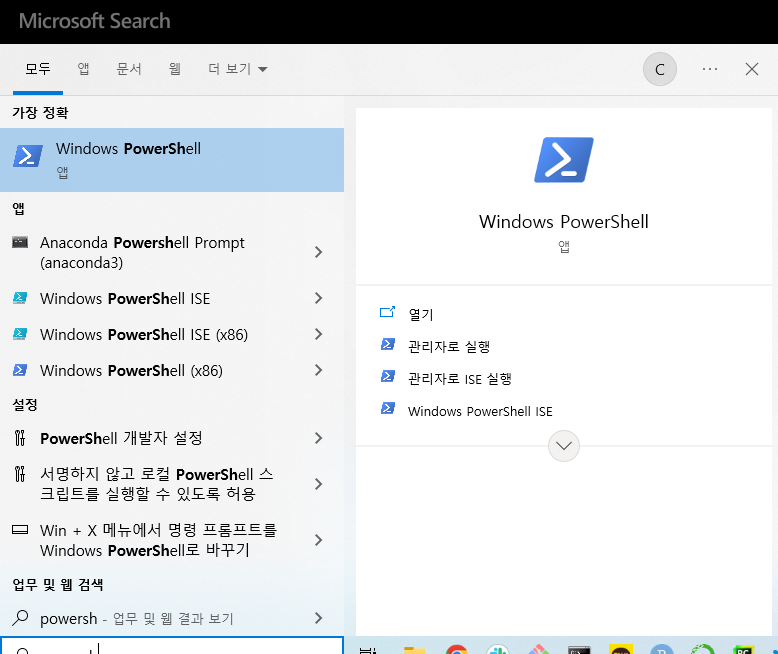 Microsoft Search
모두 앱 문서 웹 더 보기
C
가장 정확
Windows PowerShell
앱
앱
Anaconda Powershell Prompt
(anaconda3)
Windows PowerShell ISE
Windows PowerShell ISE (x86)
Windows PowerShell (x86)
설정
PowerShell 개발자 설정
서명하지 않고 로컬 PowerShell 스
크립트를 실행할 수 있도록 허용
Win + X 메뉴에서 명령 프롬프트를
Windows PowerShell로 바꾸기
업무 및 웹 검색
powersh - 업무 및 웹 결과 보기
Windows PowerShell
앱
열기
관리자로 실행
관리자로 ISE 실행
Windows PowerShell ISE